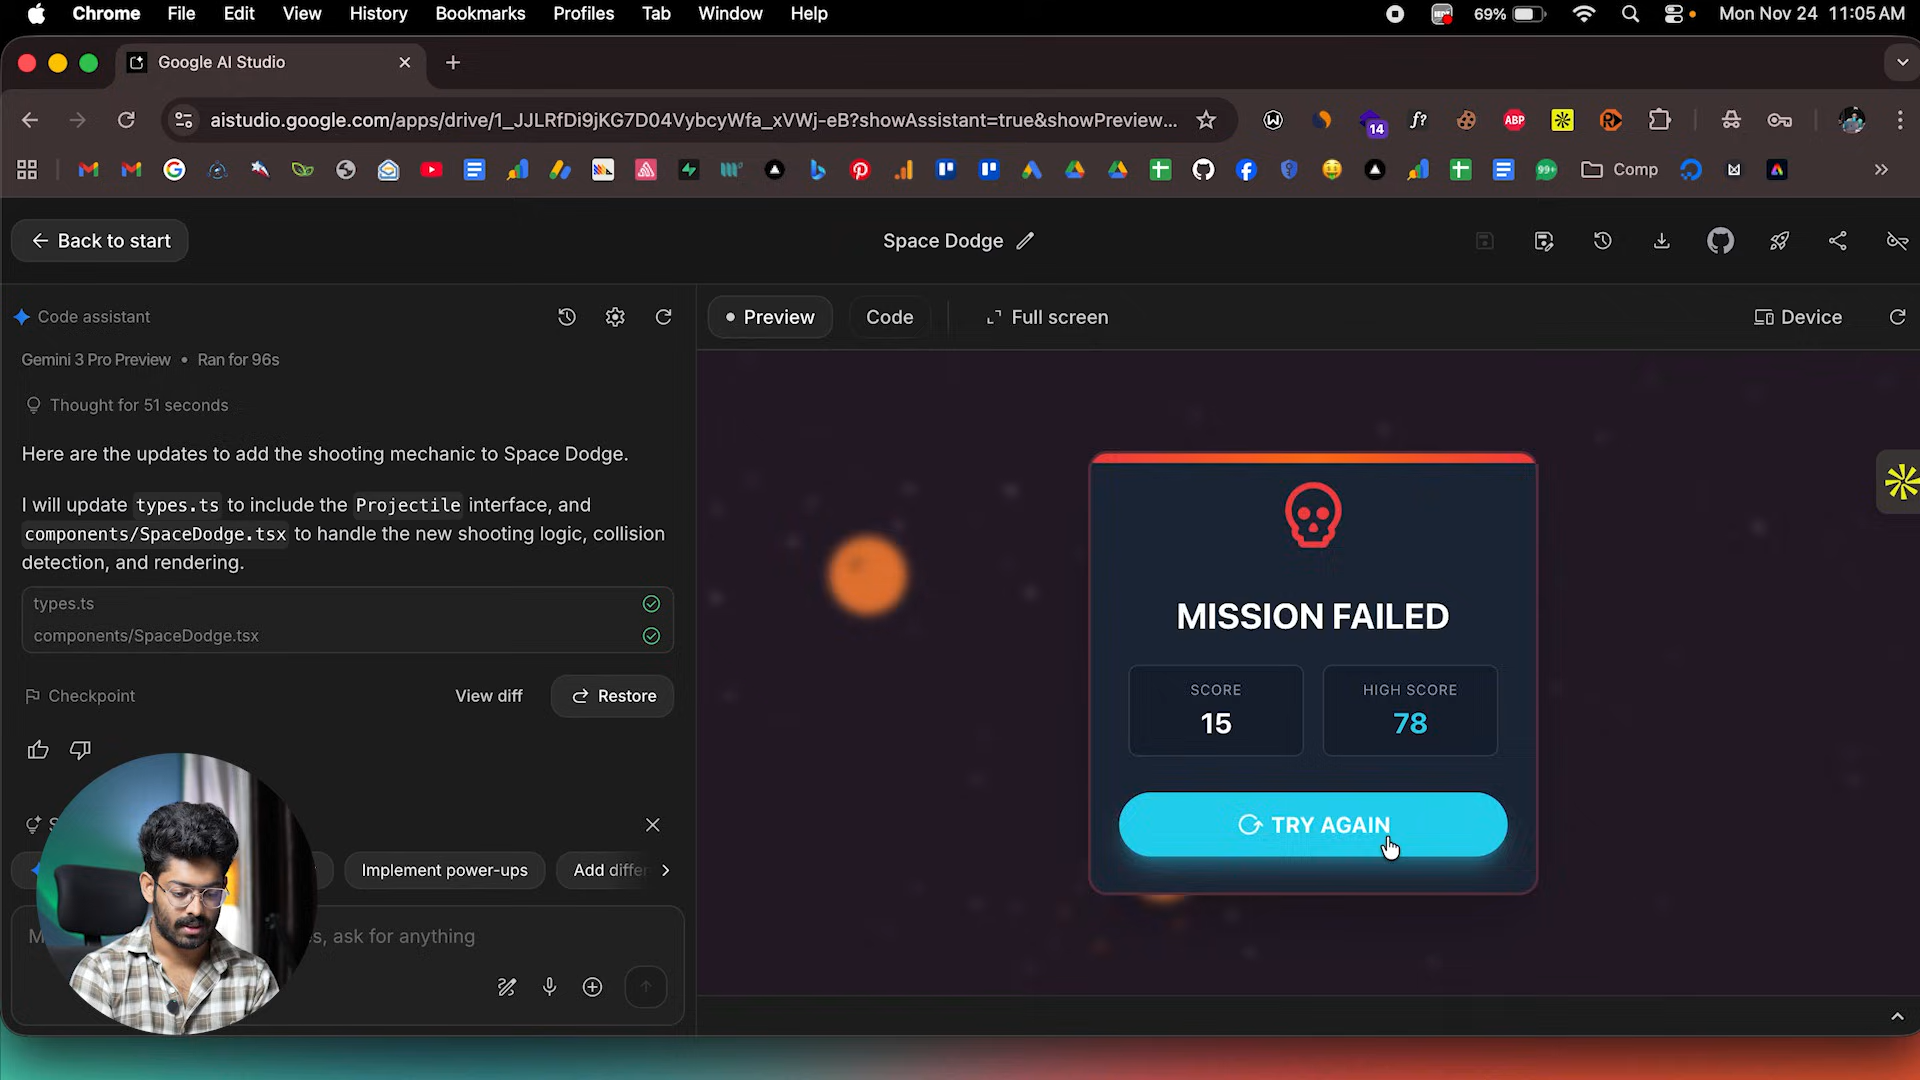 Chrome File Edit View History Bookmarks Profiles Tab Window Help
69% Mon Nov 24 11:05 AM
Google AI Studio
aistudio.google.com/apps/drive/1_JJLRfDi9jKG7D04VybcyWfa_xVWj-eB?showAssistant=true&showPreview...
14
f?
ABP
99+
Comp
Back to start
Space Dodge
Code assistant
Preview
Code
Full screen
Device
Gemini 3 Pro Preview • Ran for 96s
Thought for 51 seconds
Here are the updates to add the shooting mechanic to Space Dodge.
I will update types.ts to include the Projectile interface, and
components/SpaceDodge.tsx to handle the new shooting logic, collision
detection, and rendering.
types.ts
components/SpaceDodge.tsx
Checkpoint
View diff
Restore
Implement power-ups
Add differ
ask for anything
MISSION FAILED
SCORE
15
HIGH SCORE
78
TRY AGAIN